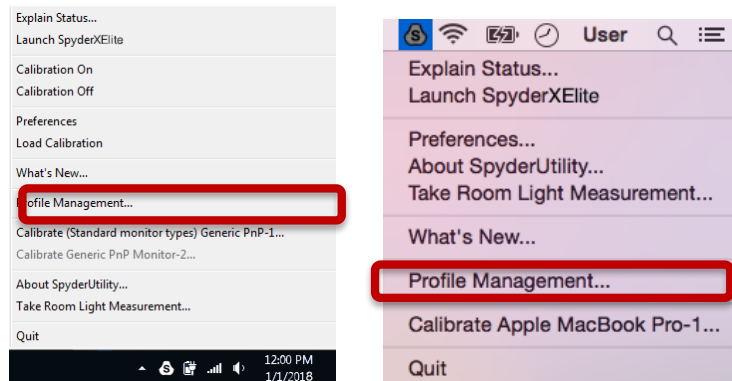 Explain Status...
Launch SpyderXElite
Calibration On
Calibration Off
Preferences
Load Calibration
What's New...
Profile Management...
Calibrate (Standard monitor types) Generic PnP-1...
Calibrate Generic PnP Monitor-2...
About SpyderUtility...
Take Room Light Measurement...
Quit
S
12:00 PM
1/1/2018
S User
Explain Status...
Launch SpyderXElite
Preferences...
About SpyderUtility...
Take Room Light Measurement...
What's New...
Profile Management...
Calibrate Apple MacBook Pro-1...
Quit